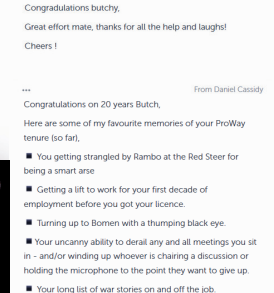 Congradulations butchy,
Great effort mate, thanks for all the help and laughs!
Cheers !
...
From Daniel Cassidy
Congratulations on 20 years Butch,
Here are some of my favourite memories of your ProWay
tenure (so far),
■ You getting strangled by Rambo at the Red Steer for
being a smart arse
■ Getting a lift to work for your first decade of
employment before you got your licence.
■ Turning up to Bomen with a thumping black eye.
■ Your uncanny ability to derail any and all meetings you sit
in - and/or winding up whoever is chairing a discussion or
holding the microphone to the point they want to give up.
■ Your long list of war stories on and off the job.